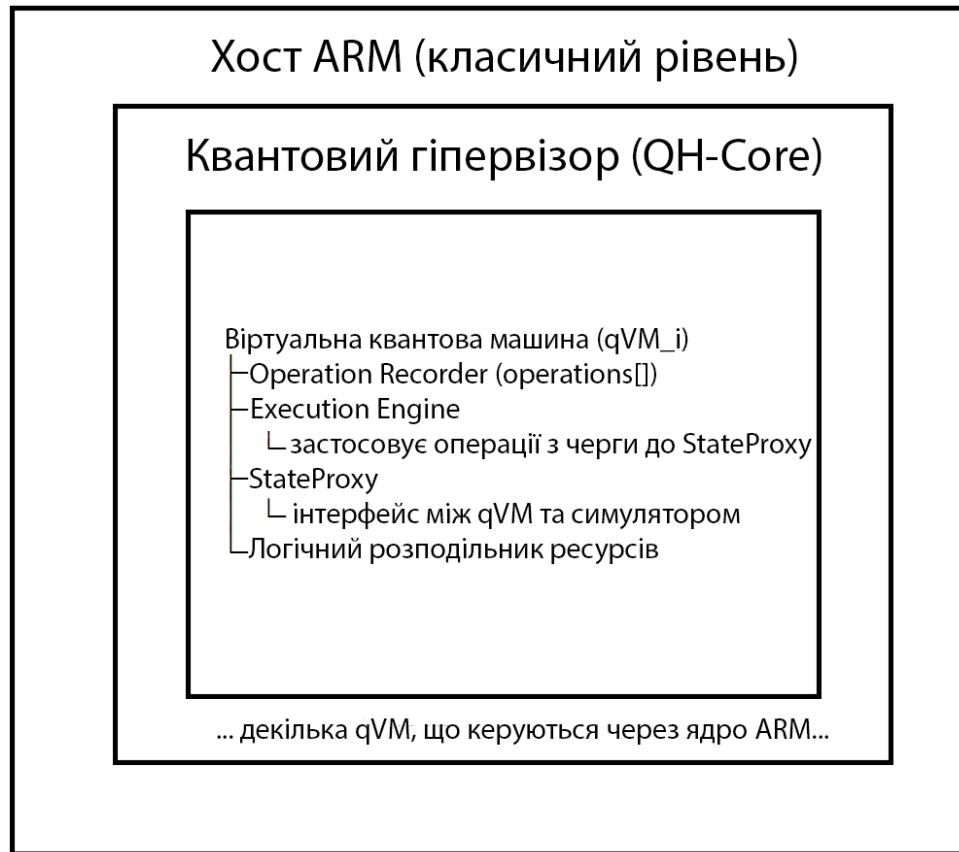 Хост ARM (класичний рівень)
Квантовий гіпервізор (QH-Core)
Віртуальна квантова машина (qVM_i)
Operation Recorder (operations[])
Execution Engine
застосовує операції з черги до StateProxy
StateProxy
інтерфейс між qVM та симулятором
Логічний розподільник ресурсів
... декілька qVM, що керуються через ядро ARM...